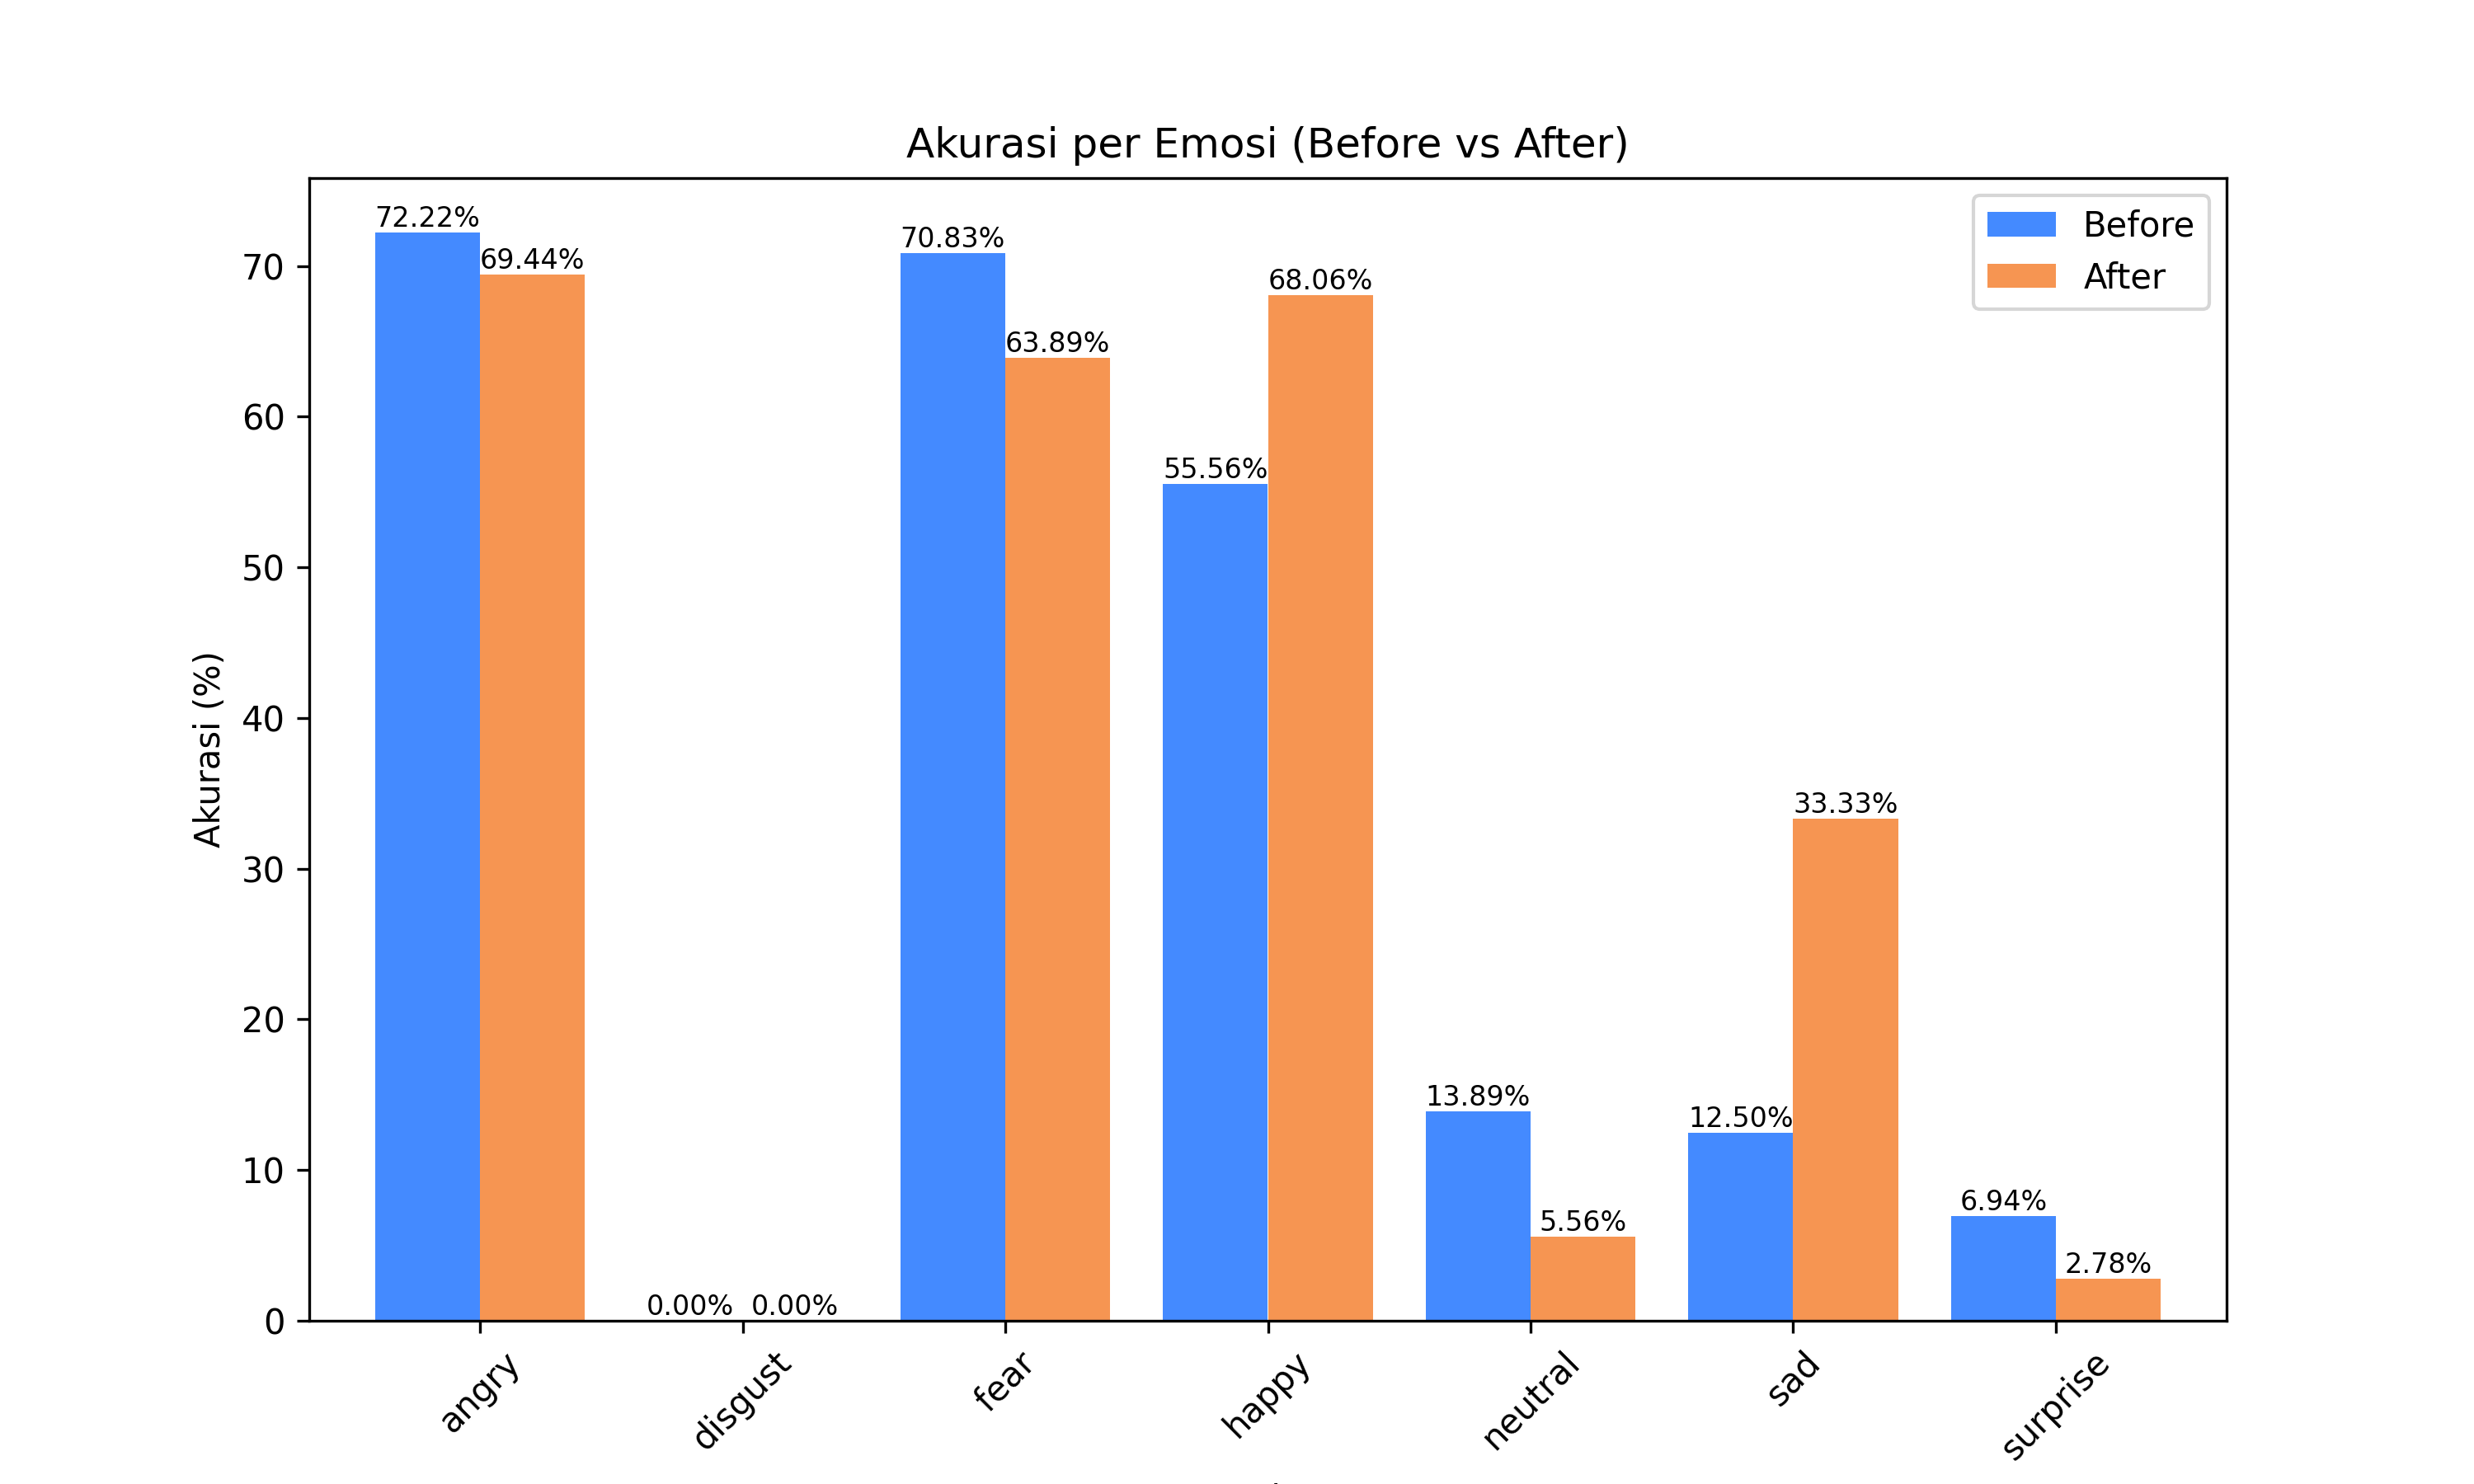 Akurasi per Emosi (Before vs After)
Before
After
72.22%
69.44%
0.00%
0.00%
70.83%
63.89%
55.56%
68.06%
13.89%
5.56%
12.50%
33.33%
6.94%
2.78%
Akurasi (%)
70
60
50
40
30
20
10
0
angry
disgust
fear
happy
neutral
sad
surprise